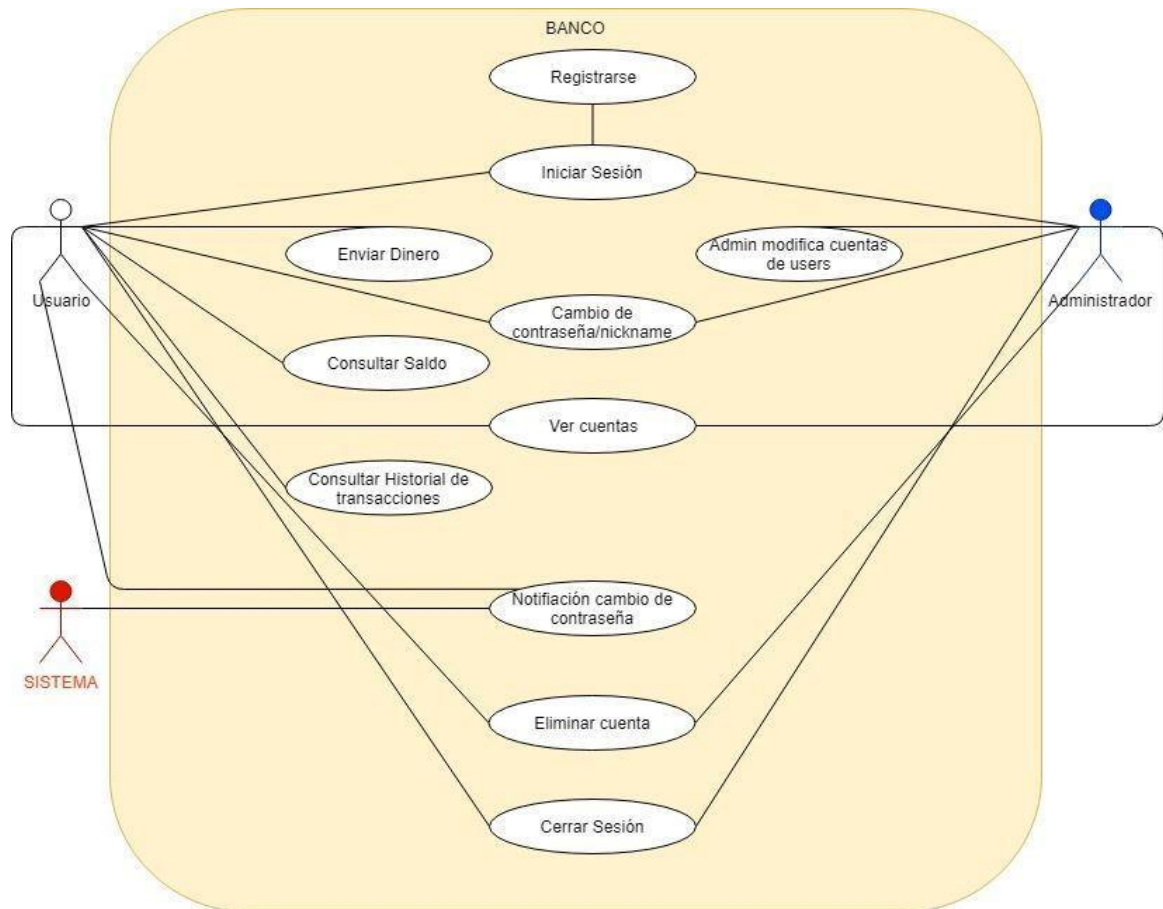 BANCO
Registrarse
Iniciar Sesión
Enviar Dinero
Admin modifica cuentas
de users
Usuario
Administrador
Cambio de
contraseña/nickname
Consultar Saldo
Ver cuentas
Consultar Historial de
transacciones
Notifiación cambio de
contraseña
SISTEMA
Eliminar cuenta
Cerrar Sesión